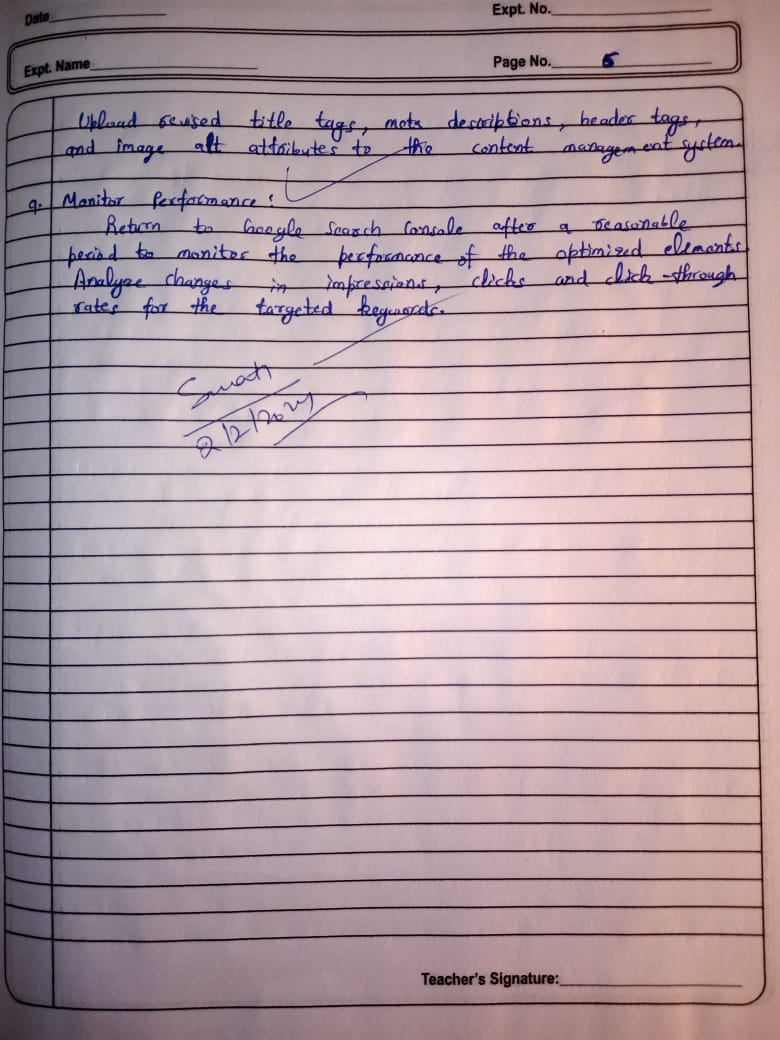 Date
Expt. No.
Expt. Name
Page No. 5
Upload revised title tags, meta descriptions, header tags,
and image alt attributes to the content management system.
9. Monitor Performance:
Return to Google Search Console after a reasonable
period to monitor the performance of the optimized elements
Analyze changes in impressions, clicks and click-through
rates for the targeted keywords.
Teacher's Signature: